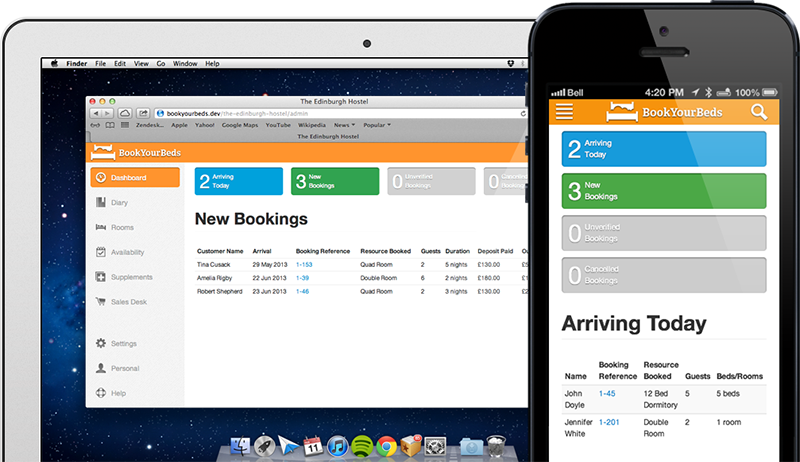 Finder File Edit View Go Window Help
The Edinburgh Hostel
bookyourbeds.dev/the-edinburgh-hostel/admin
Zendesk... Apple Yahoo! Google Maps YouTube Wikipedia News Popular
The Edinburgh Hostel
BookYourBeds
Dashboard
Diary
Rooms
Availability
Supplements
Sales Desk
Settings
Personal
Help
2 Arriving Today
3 New Bookings
0 Unverified Bookings
0 Cancelled Bookings
New Bookings
Customer Name Arrival Booking Reference Resource Booked Guests Duration Deposit Paid
Tina Cusack 29 May 2013 1-153 Quad Room 2 5 nights £130.00
Amelia Rigby 22 Jun 2013 1-39 Double Room 6 2 nights £160.00
Robert Shepherd 23 Jun 2013 1-46 Quad Room 2 3 nights £130.00
11
Bell 4:20 PM 100%
BookYourBeds
2 Arriving
Today
3 New
Bookings
0 Unverified
Bookings
0 Cancelled
Bookings
Arriving Today
Name Booking Reference Resource Booked Guests Beds/Rooms
John Doyle 1-45 12 Bed Dormitory 5 5 beds
Jennifer White 1-201 Double Room 2 1 room